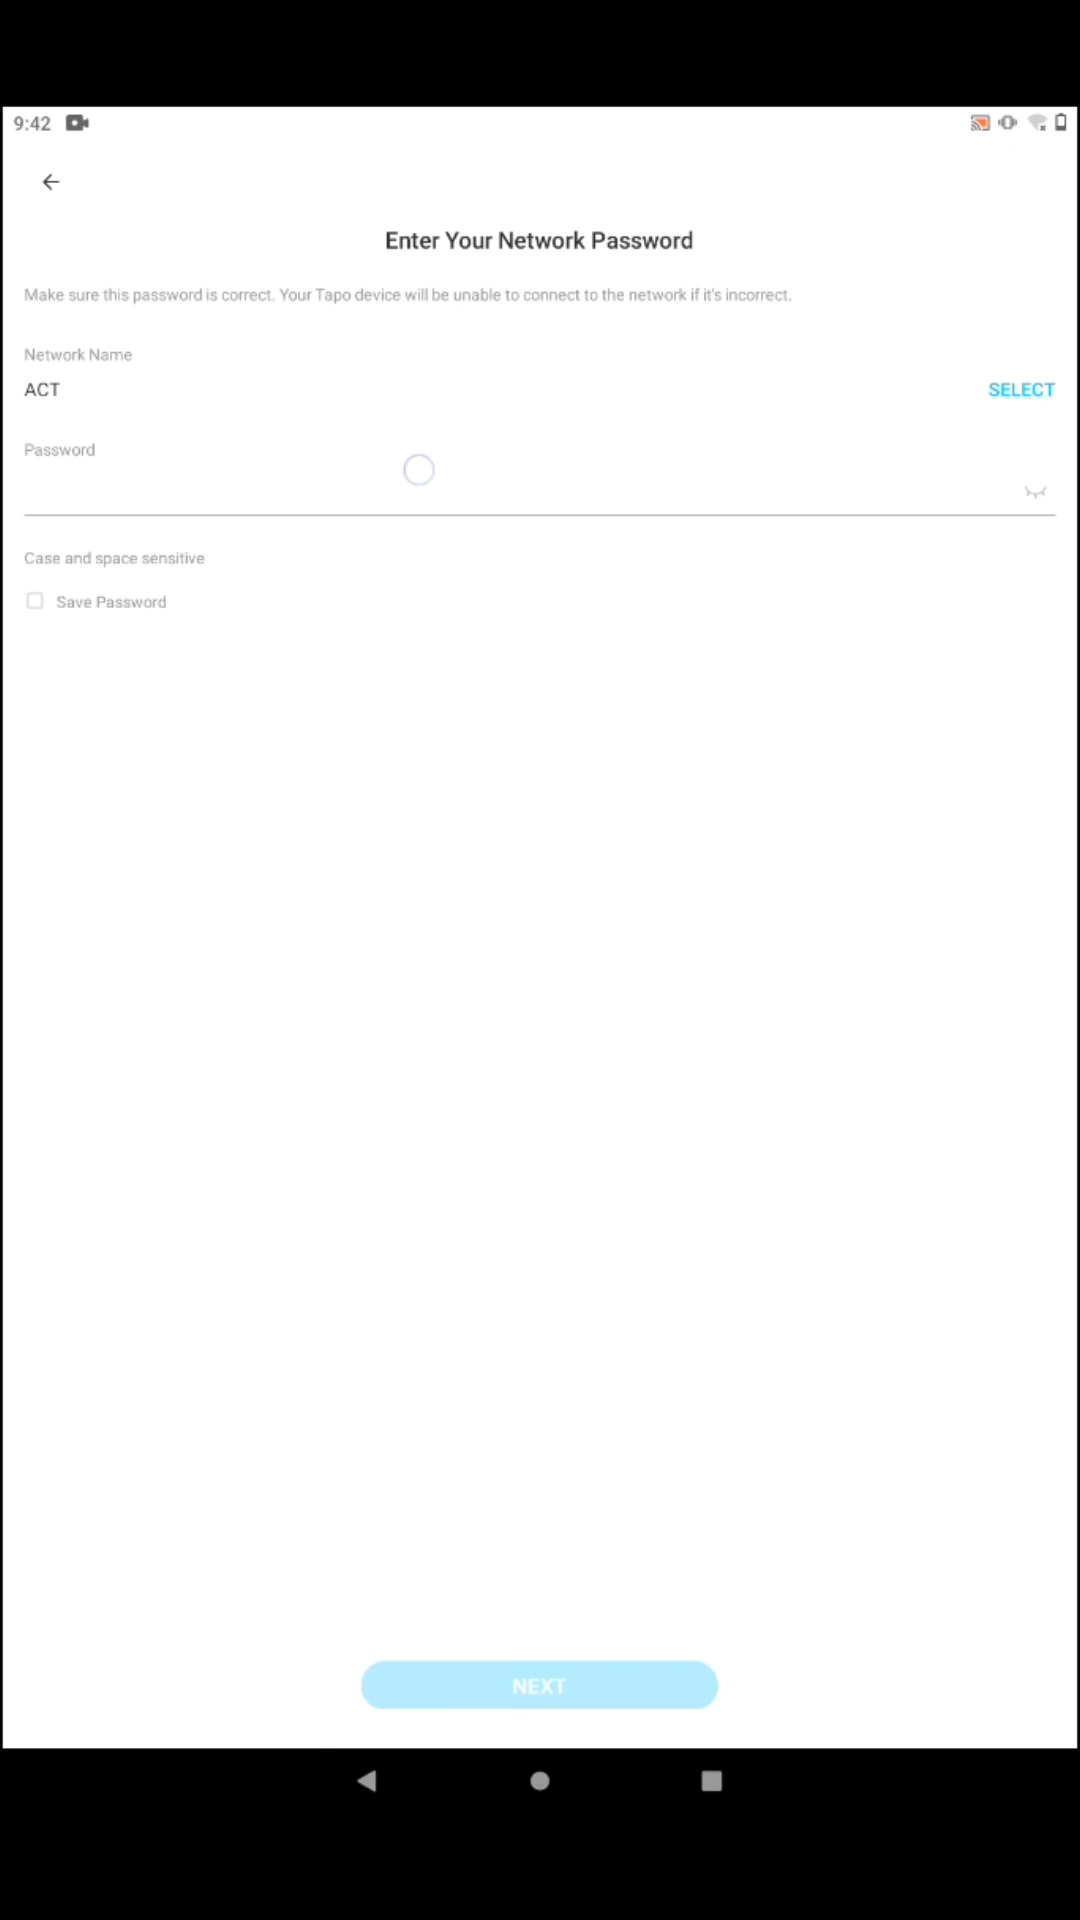 9:42
Enter Your Network Password
Make sure this password is correct. Your Tapo device will be unable to connect to the network if it's incorrect.
Network Name
ACT
SELECT
Password
Case and space sensitive
Save Password
NEXT